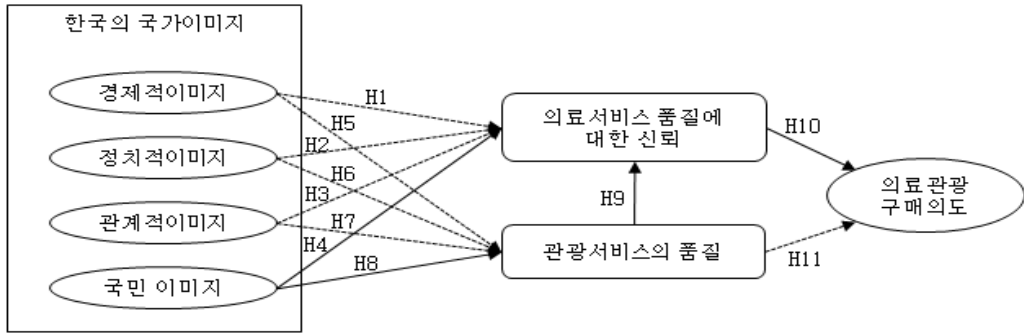 한국의 국가이미지
경제적이미지
정치적이미지
관계적이미지
국민 이미지
H1
H5
H2
H6
H3
H7
H4
H8
의료서비스 품질에
대한 신뢰
H9
관광서비스의 품질
H10
H11
의료관광
구매의도